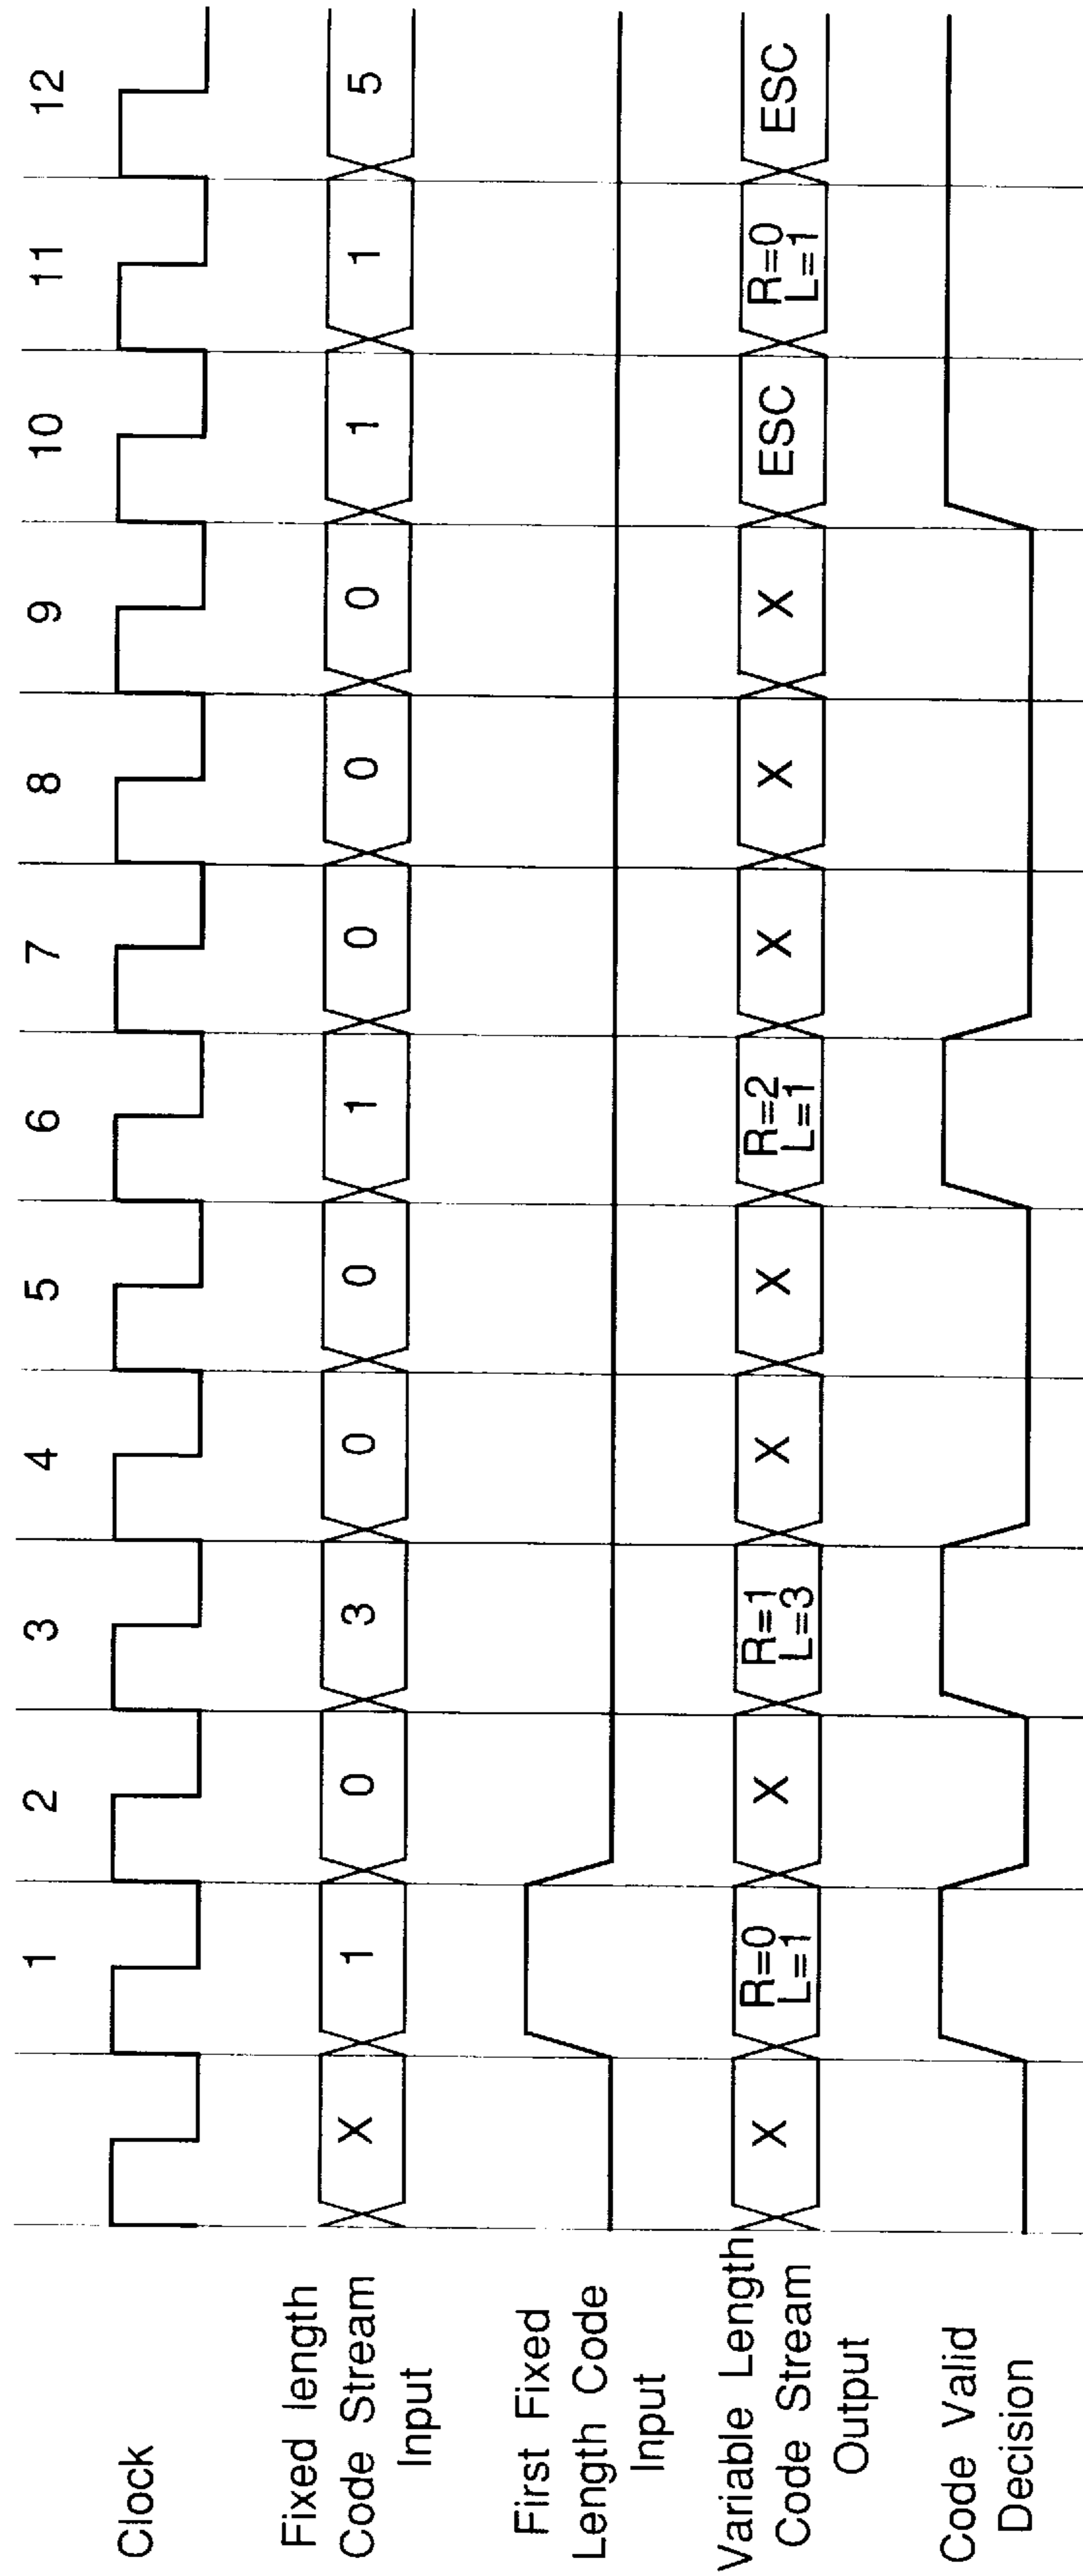 1 2 3 4 5 6 7 8 9 10 11 12
Clock
Fixed length
Code Stream
Input
X 1 0 3 0 0 1 0 0 0 1 1 5
First Fixed
Length Code
Input
Variable Length
Code Stream
Output
X R=0 X R=1 X X R=2 X X X ESC R=0 ESC
L=1 L=3 L=1 L=1
Code Valid
Decision